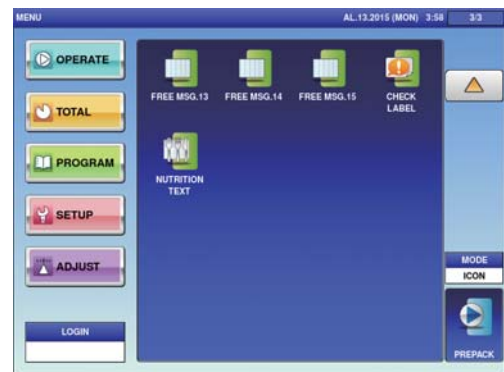 MENU
AL.13.2015 (MON) 3:58
3/3
OPERATE
TOTAL
PROGRAM
SETUP
ADJUST
LOGIN
FREE MSG.13
FREE MSG.14
FREE MSG.15
CHECK
LABEL
NUTRITION
TEXT
MODE
ICON
PREPACK